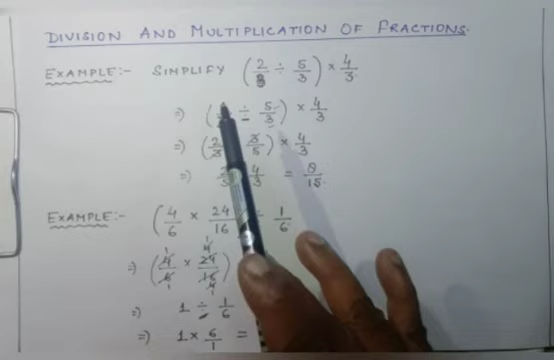 DIVISION AND MULTIPLICATION OF FRACTIONS.
EXAMPLE:- SIMPLIFY (2/3 ÷ 5/3) × 4/3
⇒ ( ÷ 5/3) × 4/3
⇒ (2/3 3/5) × 4/3
⇒ 4/3 = 8/15
EXAMPLE:- (4/6 × 24/16 ÷ 1/6
⇒ (4/6 × 24/16)
⇒ 1 ÷ 1/6
⇒ 1 × 6/1 =